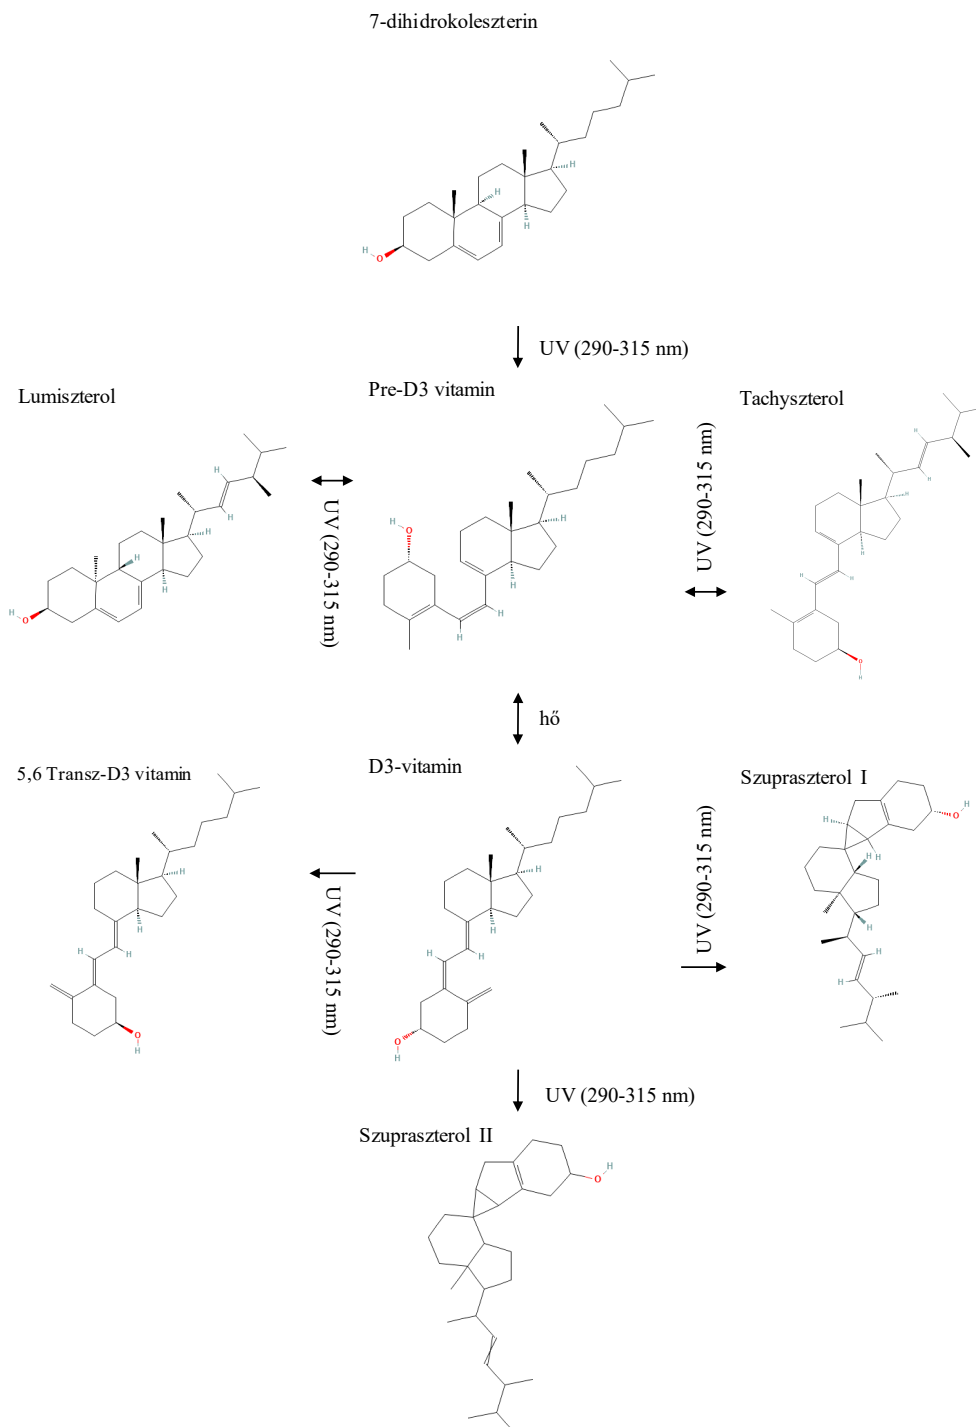 7-dihidrokoleszterin
UV (290-315 nm)
Lumiszterol
Pre-D3 vitamin
Tachyszterol
UV (290-315 nm)
UV (290-315 nm)
hő
5,6 Transz-D3 vitamin
D3-vitamin
Szupraszterol I
UV (290-315 nm)
UV (290-315 nm)
UV (290-315 nm)
Szupraszterol II